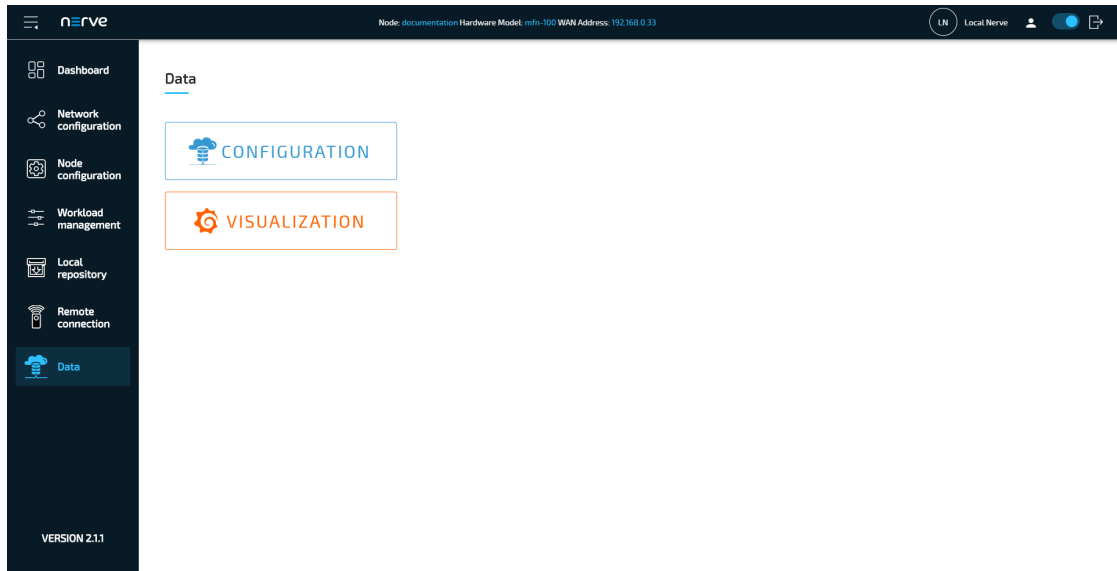 nerve
Node: documentation Hardware Model: mfn-100 WAN Address: 192.168.0.33
LN Local Nerve
Dashboard
Network
configuration
Node
configuration
Workload
management
Local
repository
Remote
connection
Data
VERSION 2.1.1
Data
CONFIGURATION
VISUALIZATION